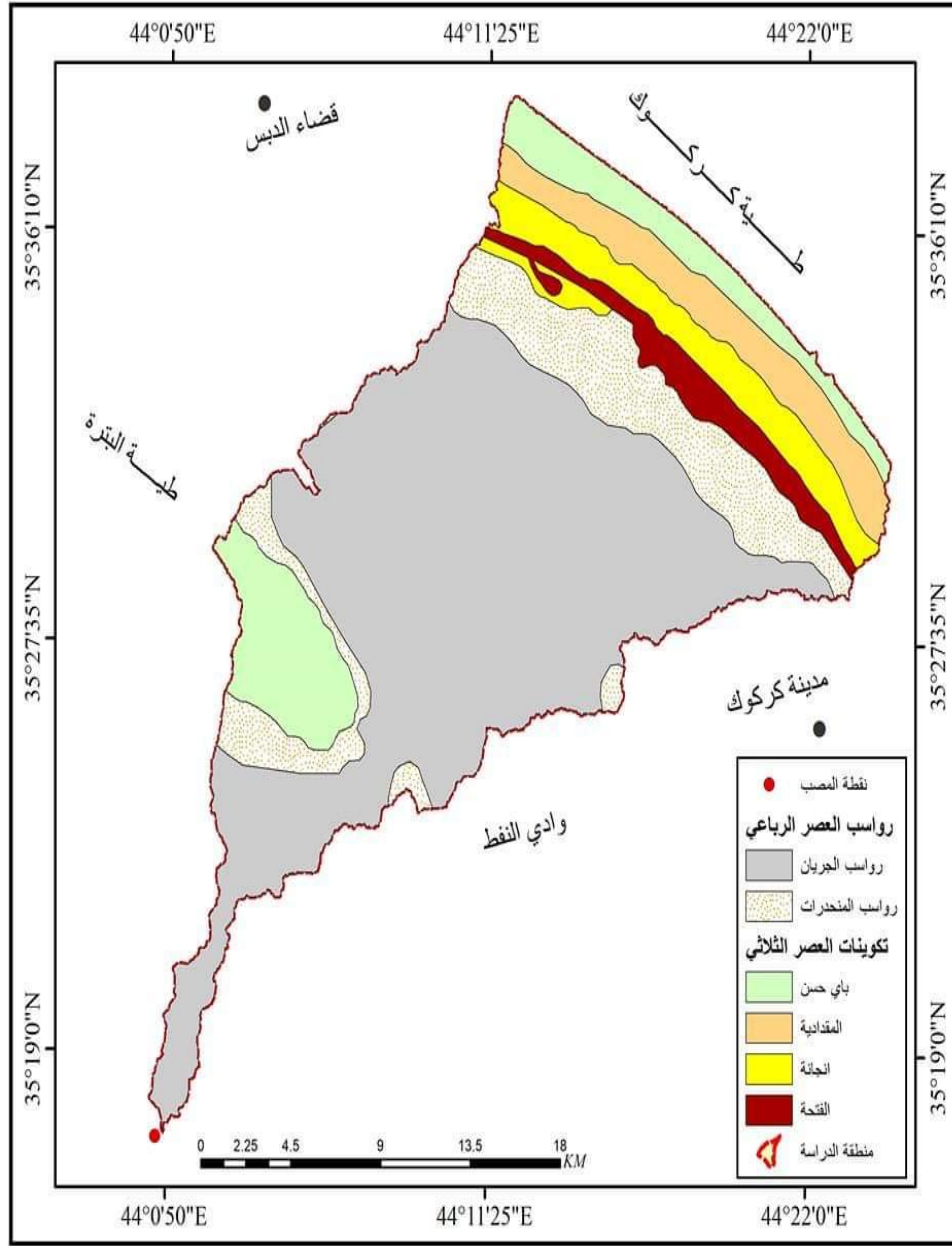 44°0'50"E 44°11'25"E 44°22'0"E
قضاء الدبس
طـــية كـــركـــوك
35°36'10"N 35°36'10"N
طيـــة البترة
35°27'35"N 35°27'35"N
مدينة كركوك
وادي النفط
نقطة المصب
رواسب العصر الرباعي
رواسب الجريان
رواسب المنحدرات
تكوينات العصر الثلاثي
باي حسن
المقدادية
انجانة
الفتحة
منطقة الدراسة
35°19'0"N 35°19'0"N
0 2.25 4.5 9 13.5 18
KM
44°0'50"E 44°11'25"E 44°22'0"E